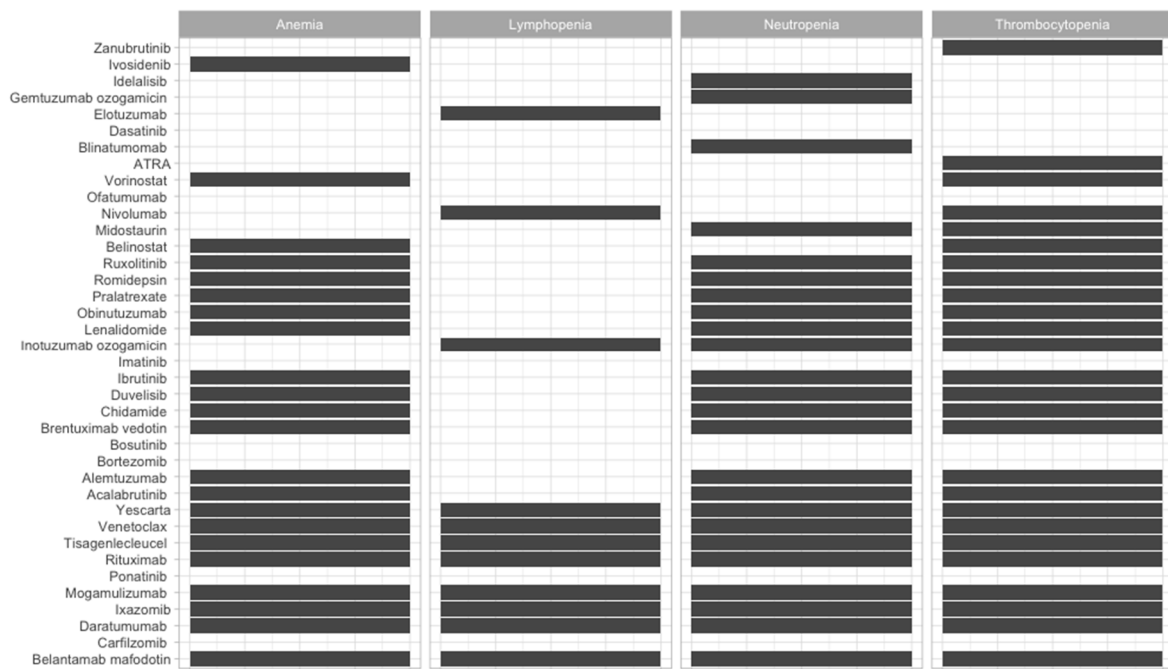 Anemia Lymphopenia Neutropenia Thrombocytopenia
Zanubrutinib
Ivosidenib
Idelalisib
Gemtuzumab ozogamicin
Elotuzumab
Dasatinib
Blinatumomab
ATRA
Vorinostat
Ofatumumab
Nivolumab
Midostaurin
Belinostat
Ruxolitinib
Romidepsin
Pralatrexate
Obinutuzumab
Lenalidomide
Inotuzumab ozogamicin
Imatinib
Ibrutinib
Duvelisib
Chidamide
Brentuximab vedotin
Bosutinib
Bortezomib
Alemtuzumab
Acalabrutinib
Yescarta
Venetoclax
Tisagenlecleucel
Rituximab
Ponatinib
Mogamulizumab
Ixazomib
Daratumumab
Carfilzomib
Belantamab mafodotin